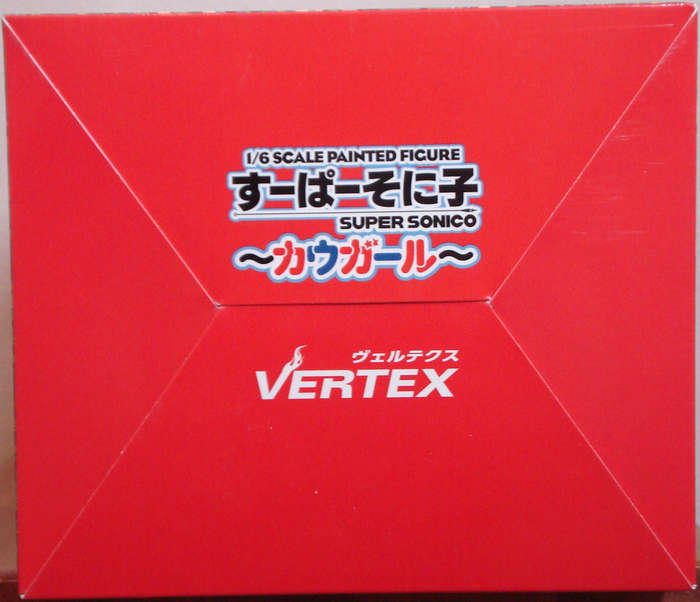 1/6 SCALE PAINTED FIGURE
すーぱーそに子
SUPER SONICO
～カウガール～
ヴェルテクス
VERTEX